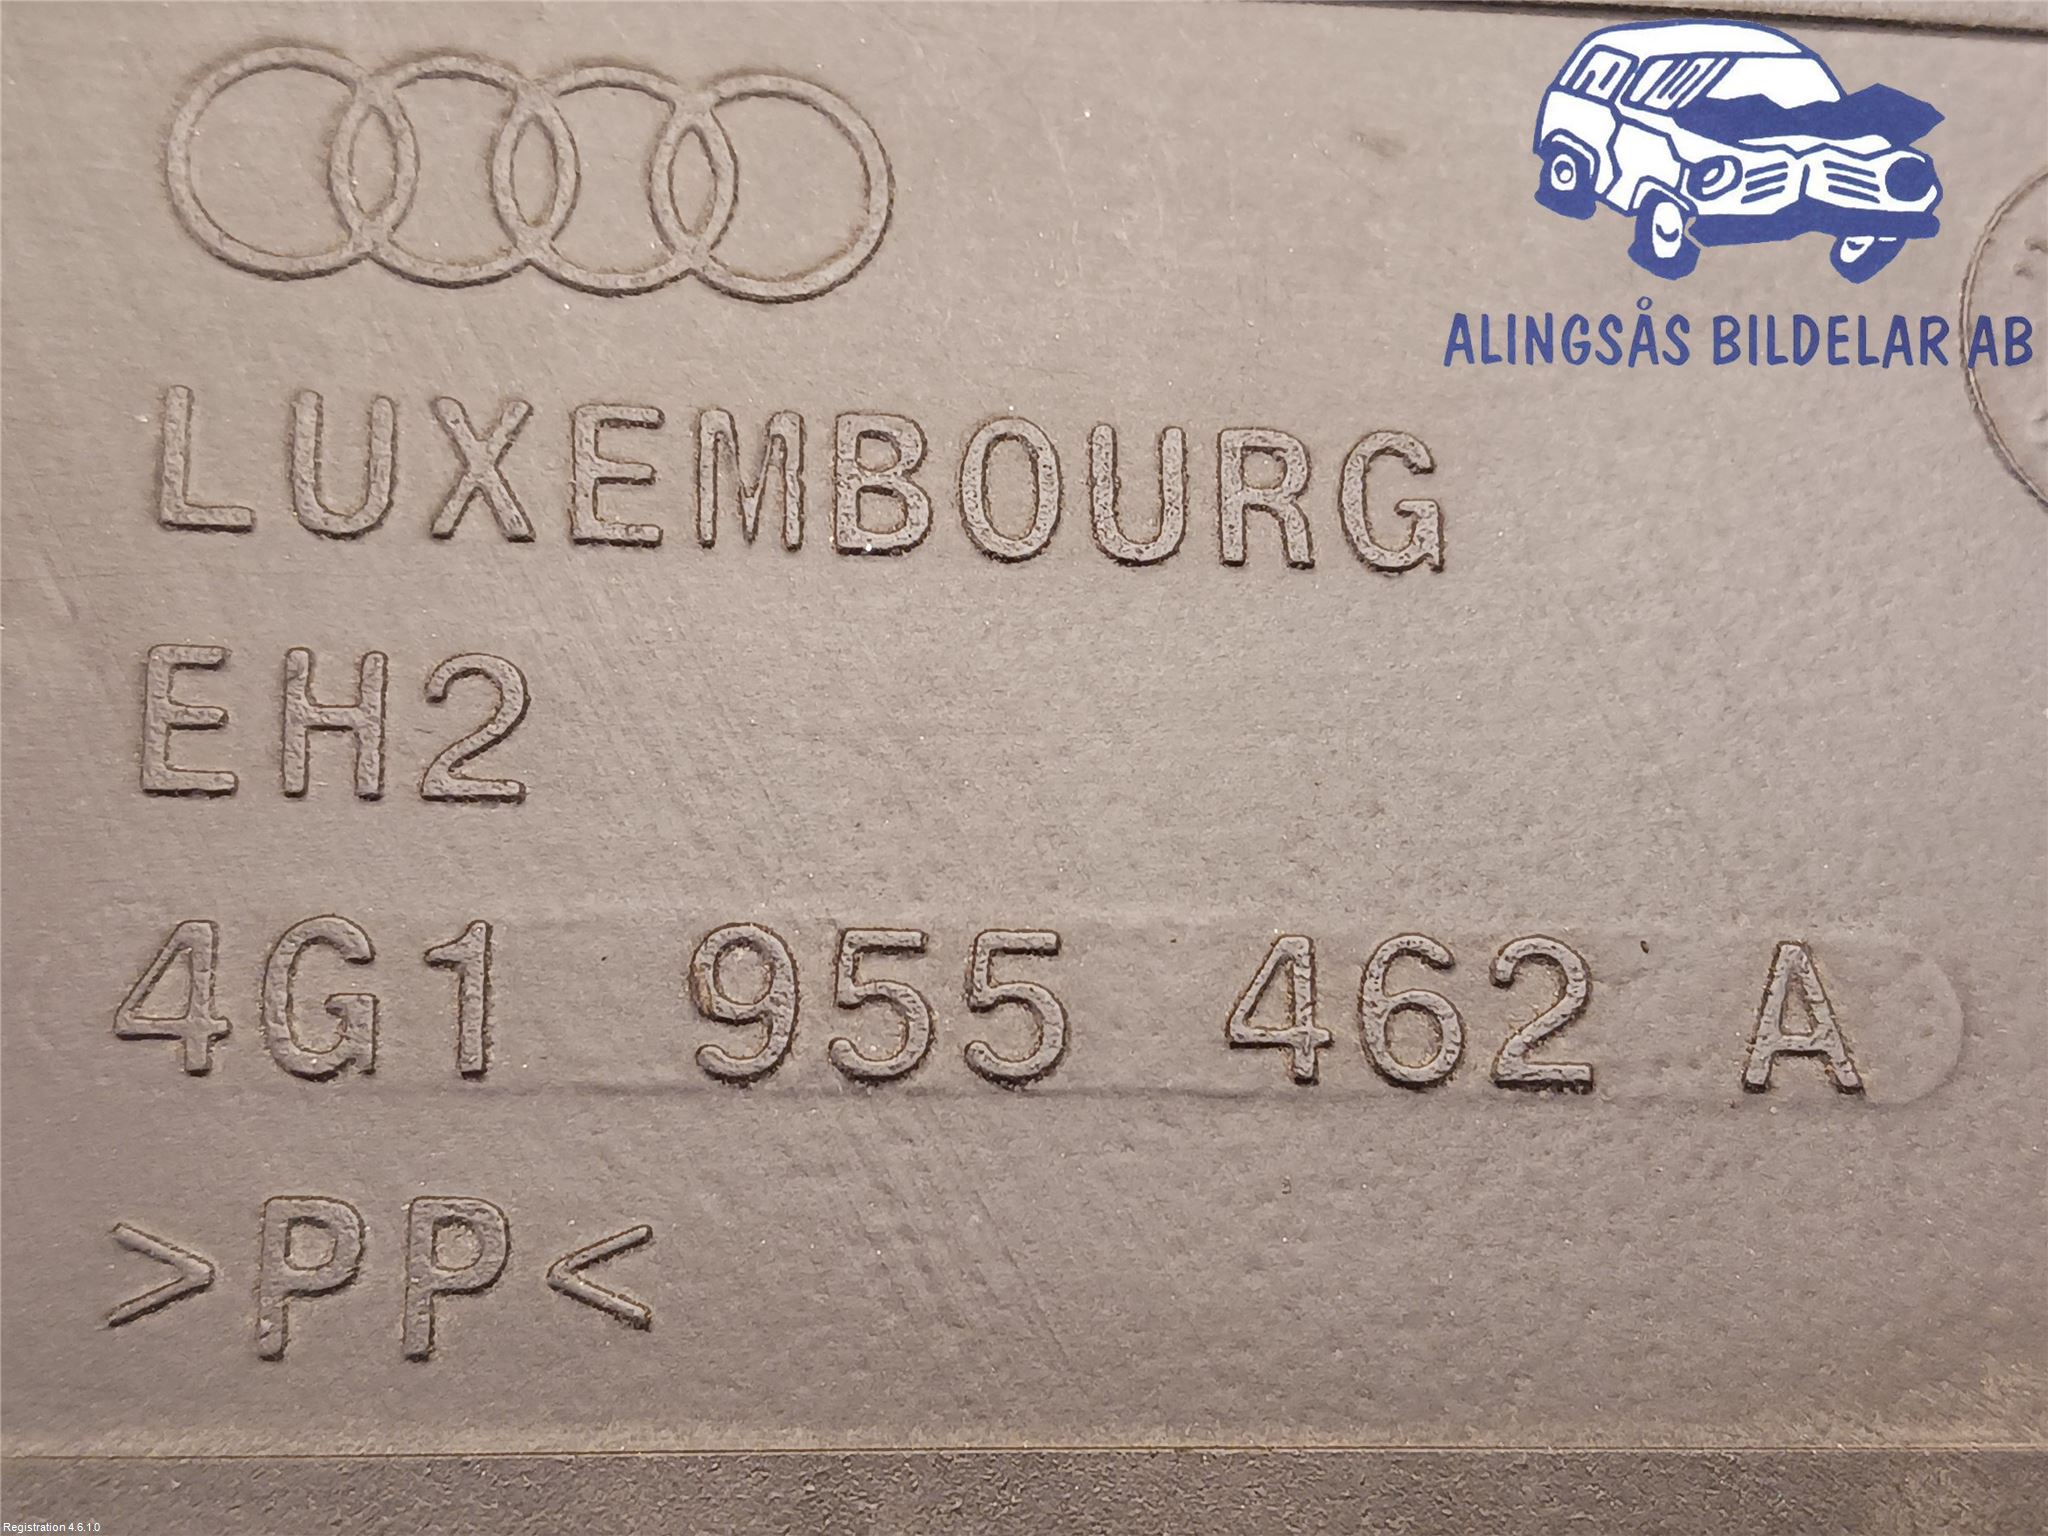 ALINGSÅS BILDELAR AB
LUXEMBOURG
EH2
4G1 955 462 A
>PP<
Registration 4.6.1.0